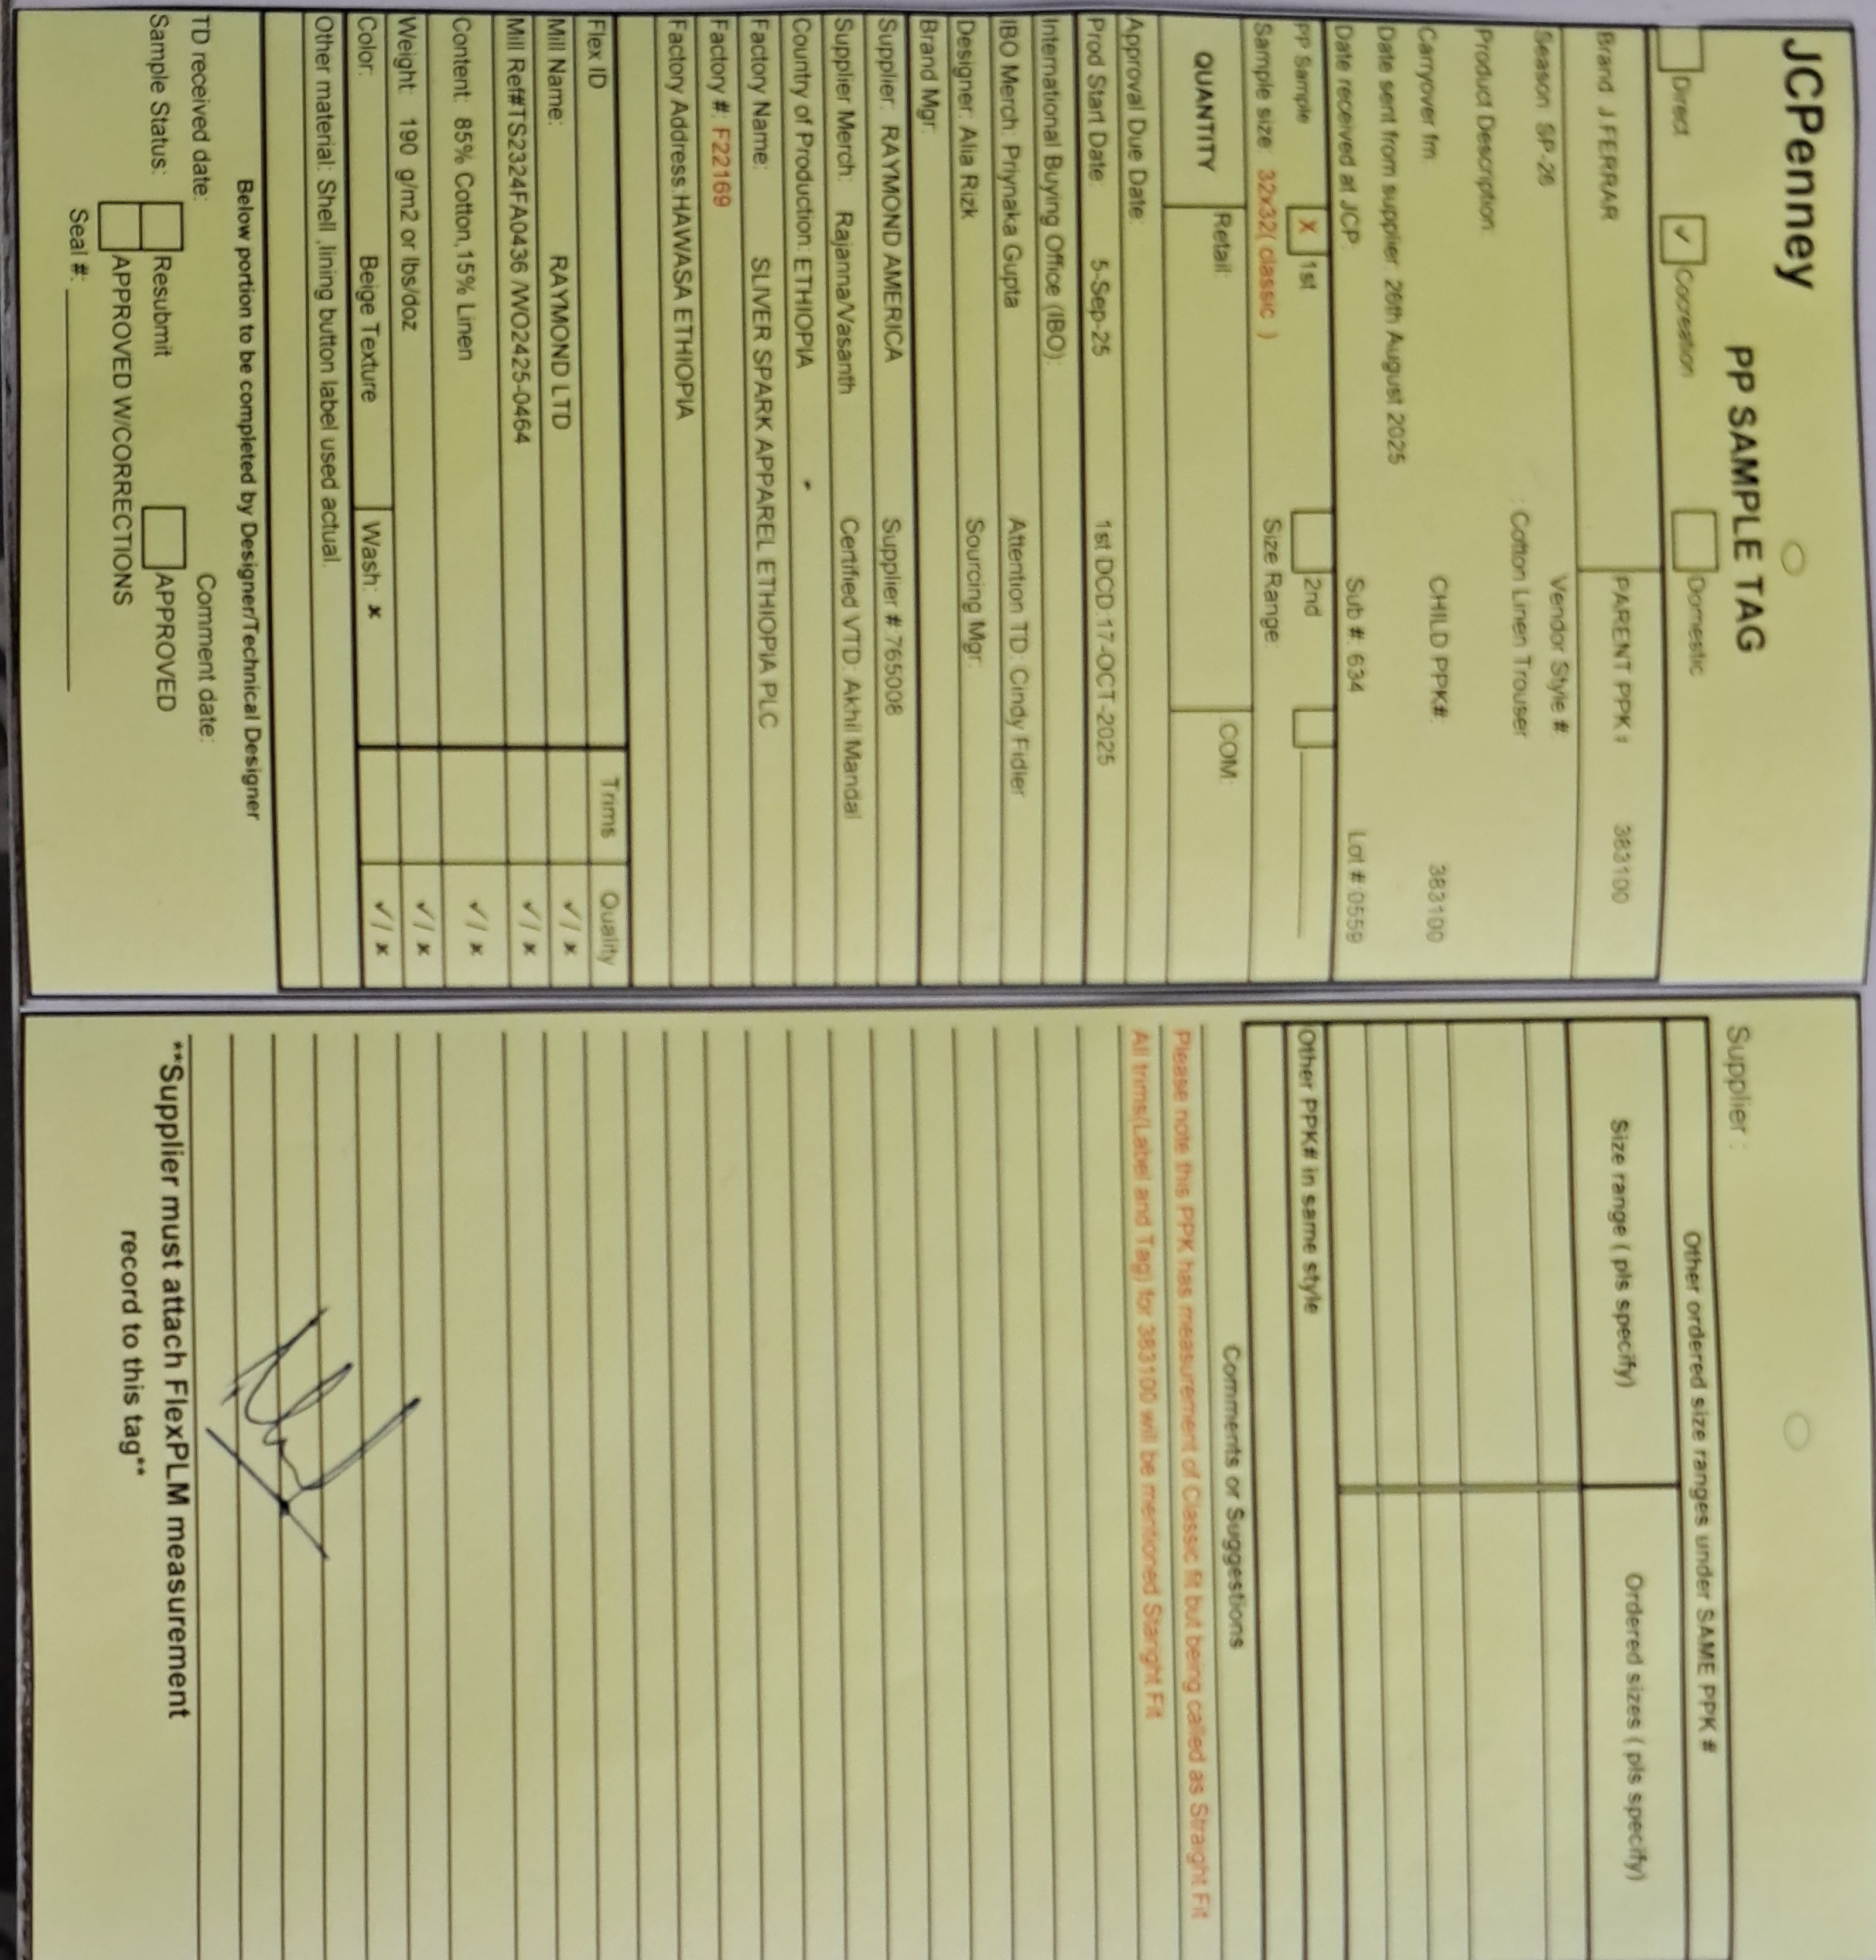 JCPenney
PP SAMPLE TAG
Direct ✓ Cocreation Domestic
Brand J.FERRAR PARENT PPK # 383100
Season: SP-26 Vendor Style #:
: Cotton Linen Trouser
Product Description:
Carryover fm: CHILD PPK#: 383100
Date sent from supplier: 26th August 2025
Date received at JCP: Sub #: 634 Lot #:0559
PP Sample X 1st 2nd
Sample size: 32x32( classic ) Size Range:
QUANTITY Retail: COM:
Approval Due Date:
Prod Start Date: 5-Sep-25 1st DCD:17-OCT-2025
International Buying Office (IBO):
IBO Merch: Priynaka Gupta Attention TD: Cindy Fidler
Designer: Alia Rizk Sourcing Mgr:
Brand Mgr:
Supplier: RAYMOND AMERICA Supplier #:765008
Supplier Merch: Rajanna/Vasanth Certified VTD: Akhil Mandal
Country of Production: ETHIOPIA
Factory Name: SLIVER SPARK APPAREL ETHIOPIA PLC
Factory #: F22169
Factory Address:HAWASA ETHIOPIA
Flex ID Trims Quality
Mill Name: RAYMOND LTD ✓/ x
Mill Ref#TS2324FA0436 /WO2425-0464 ✓/ x
Content: 85% Cotton,15% Linen ✓/ x
Weight: 190 g/m2 or lbs/doz ✓/ x
Color: Beige Texture Wash: x ✓/ x
Other material: Shell ,lining button label used actual.
Below portion to be completed by Designer/Technical Designer
TD received date: Comment date:
Sample Status: Resubmit APPROVED
APPROVED W/CORRECTIONS
Seal #:
Supplier :
Other ordered size ranges under SAME PPK #
Size range ( pls specify) Ordered sizes ( pls specify)
Other PPK# in same style
Comments or Suggestions
Please note this PPK has measurement of Classic fit but being called as Straight Fit
All trims(Label and Tag) for 383100 will be mentioned Staright Fit
**Supplier must attach FlexPLM measurement
record to this tag**